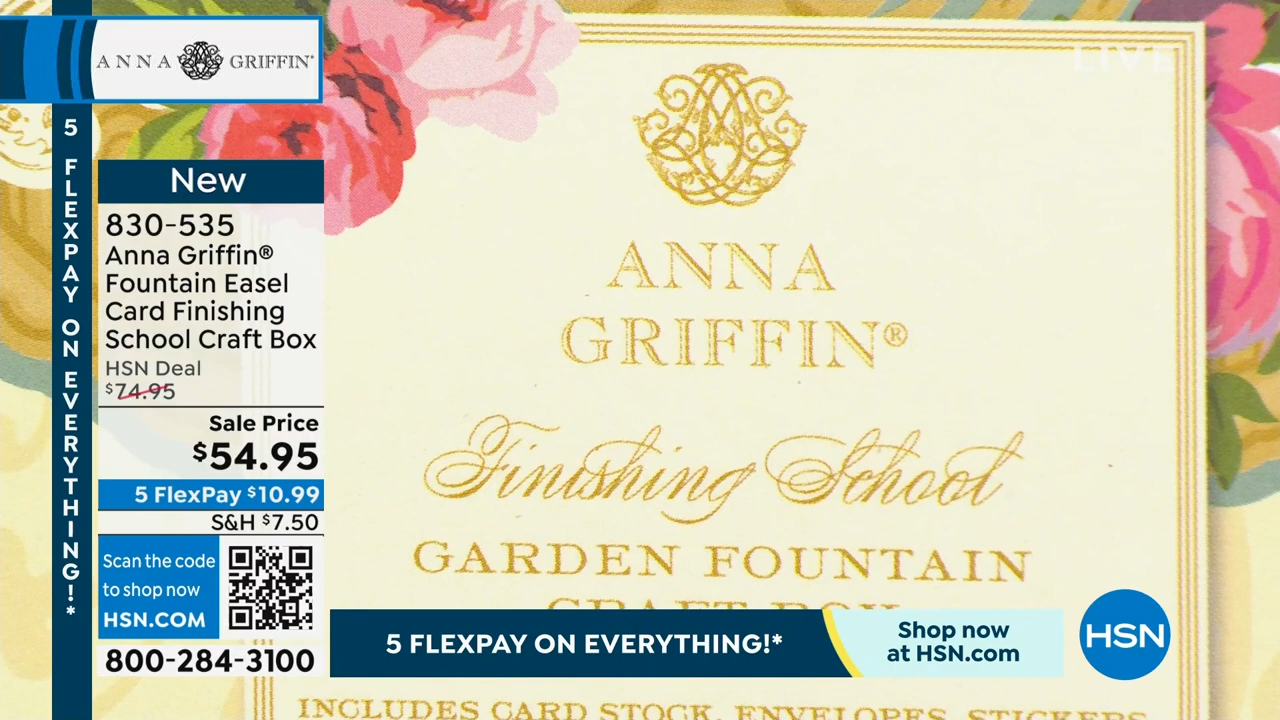 ANNA GRIFFIN®
5 FLEXPAY ON EVERYTHING!*
New
830-535
Anna Griffin®
Fountain Easel
Card Finishing
School Craft Box
HSN Deal
$74.95
Sale Price
$54.95
5 FlexPay $10.99
S&H $7.50
Scan the code
to shop now
HSN.COM
800-284-3100
LIVE
ANNA
GRIFFIN®
Finishing School
GARDEN FOUNTAIN
CRAFT BOX
INCLUDES CARD STOCK, ENVELOPES, STICKERS
5 FLEXPAY ON EVERYTHING!*
Shop now
at HSN.com
HSN